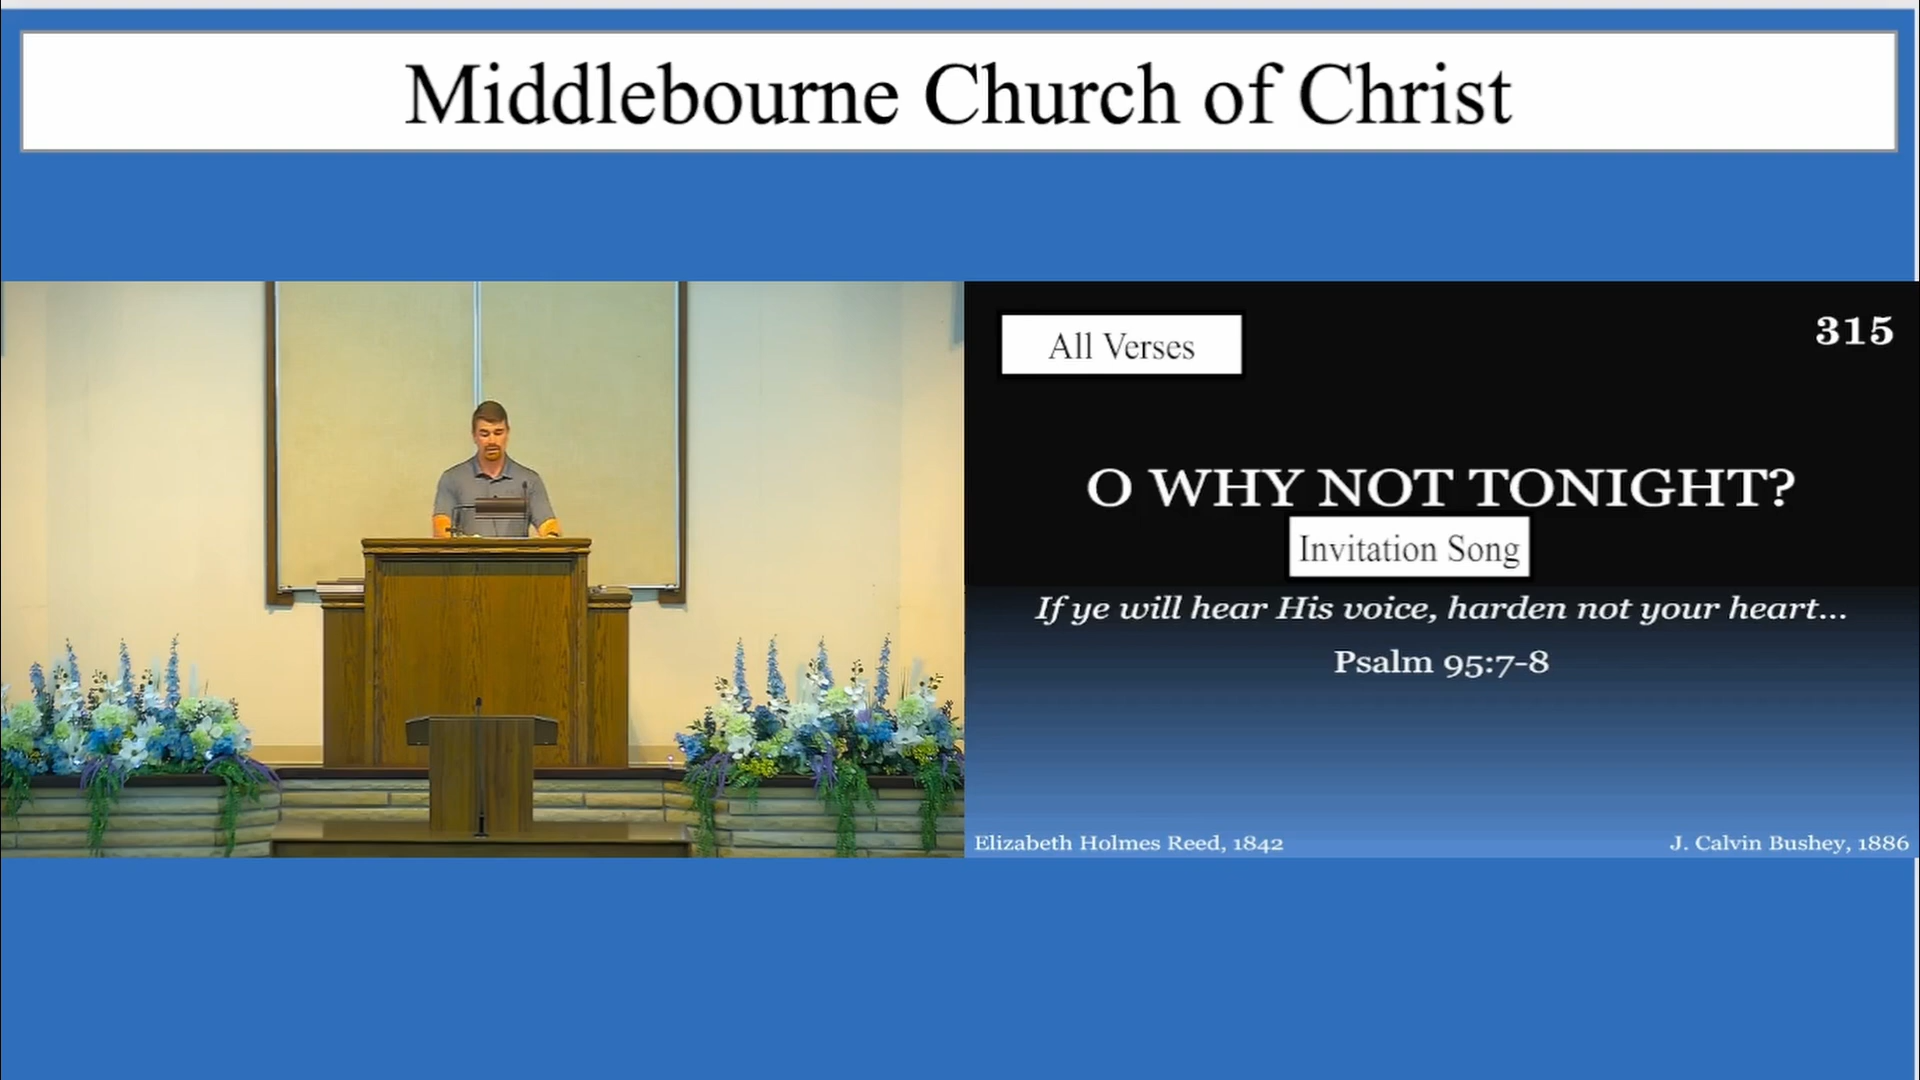 Middlebourne Church of Christ
All Verses
315
O WHY NOT TONIGHT?
Invitation Song
If ye will hear His voice, harden not your heart...
Psalm 95:7-8
Elizabeth Holmes Reed, 1842
J. Calvin Bushey, 1886